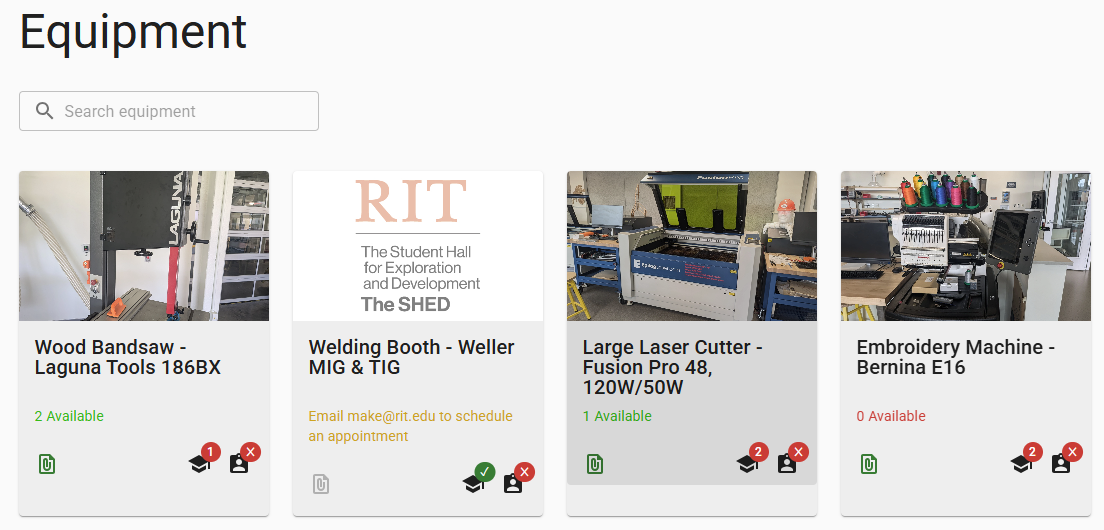 Equipment
Search equipment
LAGUNA
Wood Bandsaw -
Laguna Tools 186BX
2 Available
1
X
RIT
The Student Hall
for Exploration
and Development
The SHED
Welding Booth - Weller
MIG & TIG
Email make@rit.edu to schedule
an appointment
X
Large Laser Cutter -
Fusion Pro 48,
120W/50W
1 Available
2
X
Embroidery Machine -
Bernina E16
0 Available
2
X